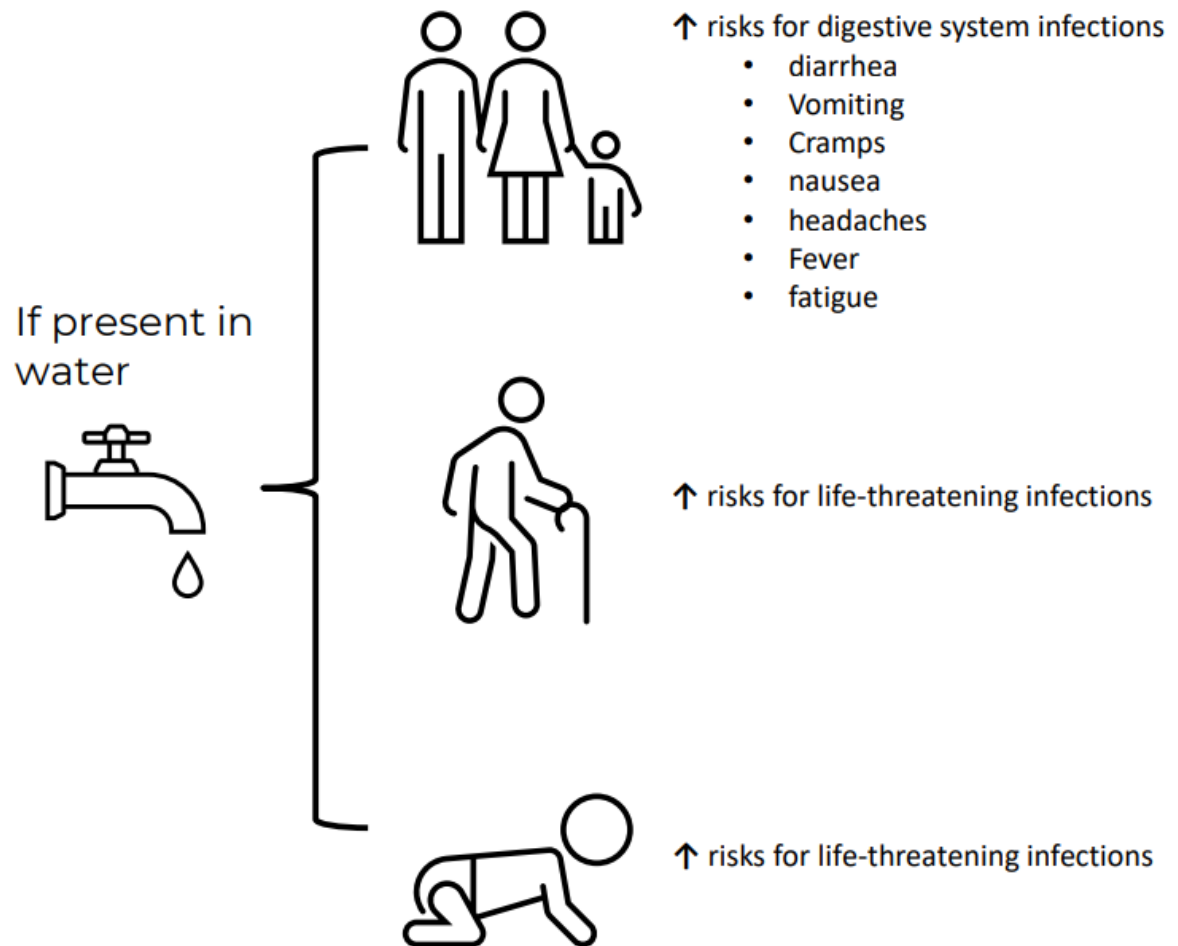 ↑ risks for digestive system infections
• diarrhea
• Vomiting
• Cramps
• nausea
• headaches
• Fever
• fatigue
If present in
water
↑ risks for life-threatening infections
↑ risks for life-threatening infections